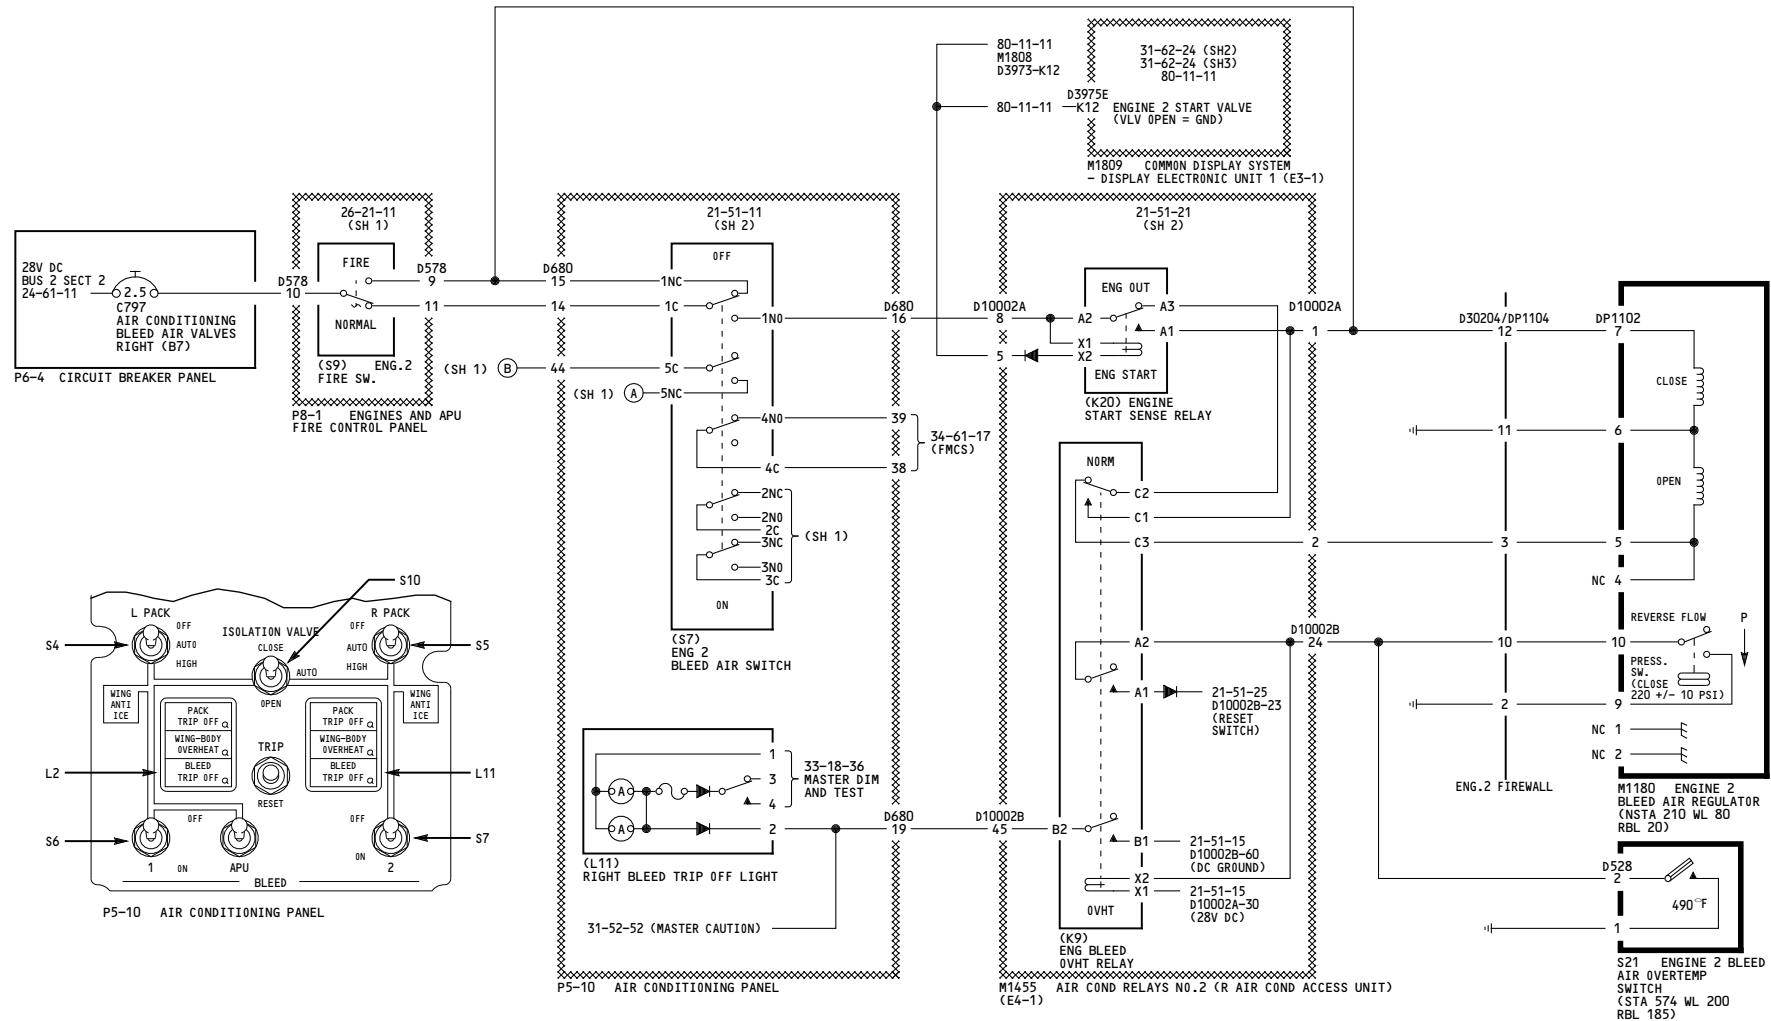 80-11-11
M1808
D3973-K12
31-62-24 (SH2)
31-62-24 (SH3)
80-11-11
D3975E
80-11-11
K12
ENGINE 2 START VALVE
(VLV OPEN = GND)
M1809 COMMON DISPLAY SYSTEM
- DISPLAY ELECTRONIC UNIT 1 (E3-1)
28V DC
BUS 2 SECT 2
24-61-11
2.5
C797
AIR CONDITIONING
BLEED AIR VALVES
RIGHT (B7)
P6-4 CIRCUIT BREAKER PANEL
26-21-11
(SH 1)
D578
10
FIRE
NORMAL
D578
9
11
(S9) ENG.2
FIRE SW.
P8-1 ENGINES AND APU
FIRE CONTROL PANEL
21-51-11
(SH 2)
OFF
D680
15
1NC
14
1C
1NO
D680
16
(SH 1) B 44
5C
(SH 1) A
5NC
4NO
39
4C
38
34-61-17
(FMCS)
2NC
2NO
2C
3NC
3NO
3C
(SH 1)
ON
(S7)
ENG 2
BLEED AIR SWITCH
1
3
4
2
A
A
33-18-36
MASTER DIM
AND TEST
D680
19
(L11)
RIGHT BLEED TRIP OFF LIGHT
31-52-52 (MASTER CAUTION)
P5-10 AIR CONDITIONING PANEL
21-51-21
(SH 2)
D10002A
8
5
ENG OUT
A2
A3
A1
X1
X2
ENG START
(K20) ENGINE
START SENSE RELAY
D10002A
1
NORM
C2
C1
C3
2
A2
A1
D10002B
24
21-51-25
D10002B-23
(RESET
SWITCH)
D10002B
45
B2
B1
21-51-15
D10002B-60
(DC GROUND)
X2
X1
21-51-15
D10002A-30
(28V DC)
OVHT
(K9)
ENG BLEED
OVHT RELAY
M1455 AIR COND RELAYS NO.2 (R AIR COND ACCESS UNIT)
(E4-1)
D30204/DP1104
12
11
3
10
2
ENG.2 FIREWALL
DP1102
7
CLOSE
6
OPEN
5
NC 4
REVERSE FLOW
P
10
PRESS.
SW.
(CLOSE
220 +/- 10 PSI)
9
NC 1
NC 2
M1180 ENGINE 2
BLEED AIR REGULATOR
(NSTA 210 WL 80
RBL 20)
D528
2
490°F
1
S21 ENGINE 2 BLEED
AIR OVERTEMP
SWITCH
(STA 574 WL 200
RBL 185)
S10
L PACK
R PACK
OFF
AUTO
HIGH
ISOLATION VALVE
CLOSE
AUTO
OPEN
OFF
AUTO
HIGH
S4
S5
WING
ANTI
ICE
PACK
TRIP OFF
WING-BODY
OVERHEAT
BLEED
TRIP OFF
TRIP
RESET
PACK
TRIP OFF
WING-BODY
OVERHEAT
BLEED
TRIP OFF
WING
ANTI
ICE
L2
L11
OFF
OFF
S6
S7
1
ON
APU
ON
2
BLEED
P5-10 AIR CONDITIONING PANEL